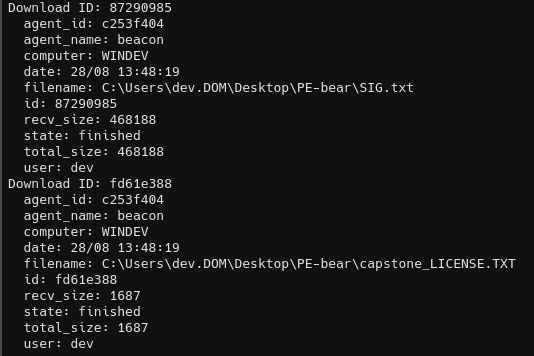 Download ID: 87290985
agent_id: c253f404
agent_name: beacon
computer: WINDEV
date: 28/08 13:48:19
filename: C:\Users\dev.DOM\Desktop\PE-bear\SIG.txt
id: 87290985
recv_size: 468188
state: finished
total_size: 468188
user: dev
Download ID: fd61e388
agent_id: c253f404
agent_name: beacon
computer: WINDEV
date: 28/08 13:48:19
filename: C:\Users\dev.DOM\Desktop\PE-bear\capstone_LICENSE.TXT
id: fd61e388
recv_size: 1687
state: finished
total_size: 1687
user: dev